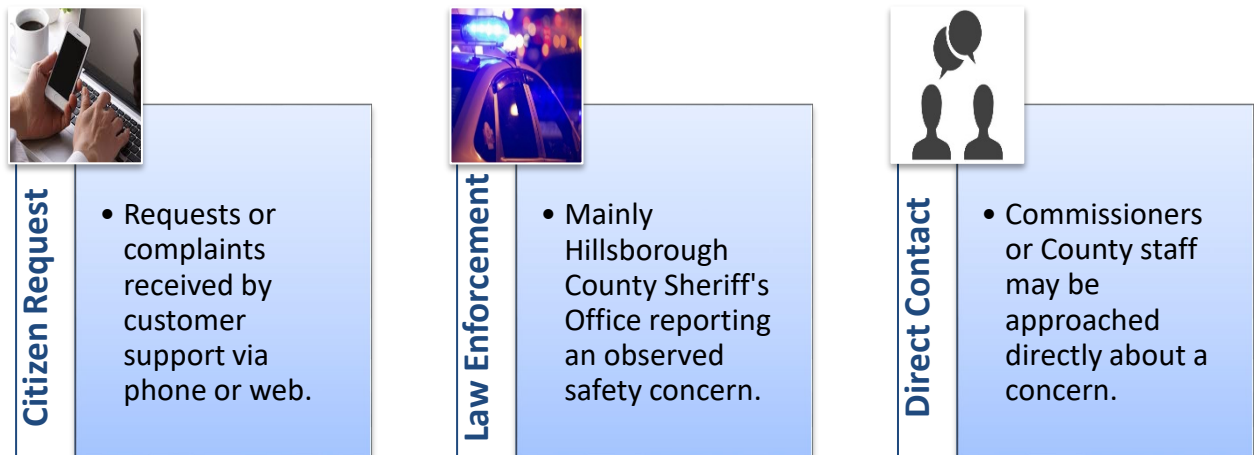 Citizen Request
• Requests or
complaints
received by
customer
support via
phone or web.
Law Enforcement
• Mainly
Hillsborough
County Sheriff's
Office reporting
an observed
safety concern.
Direct Contact
• Commissioners
or County staff
may be
approached
directly about a
concern.